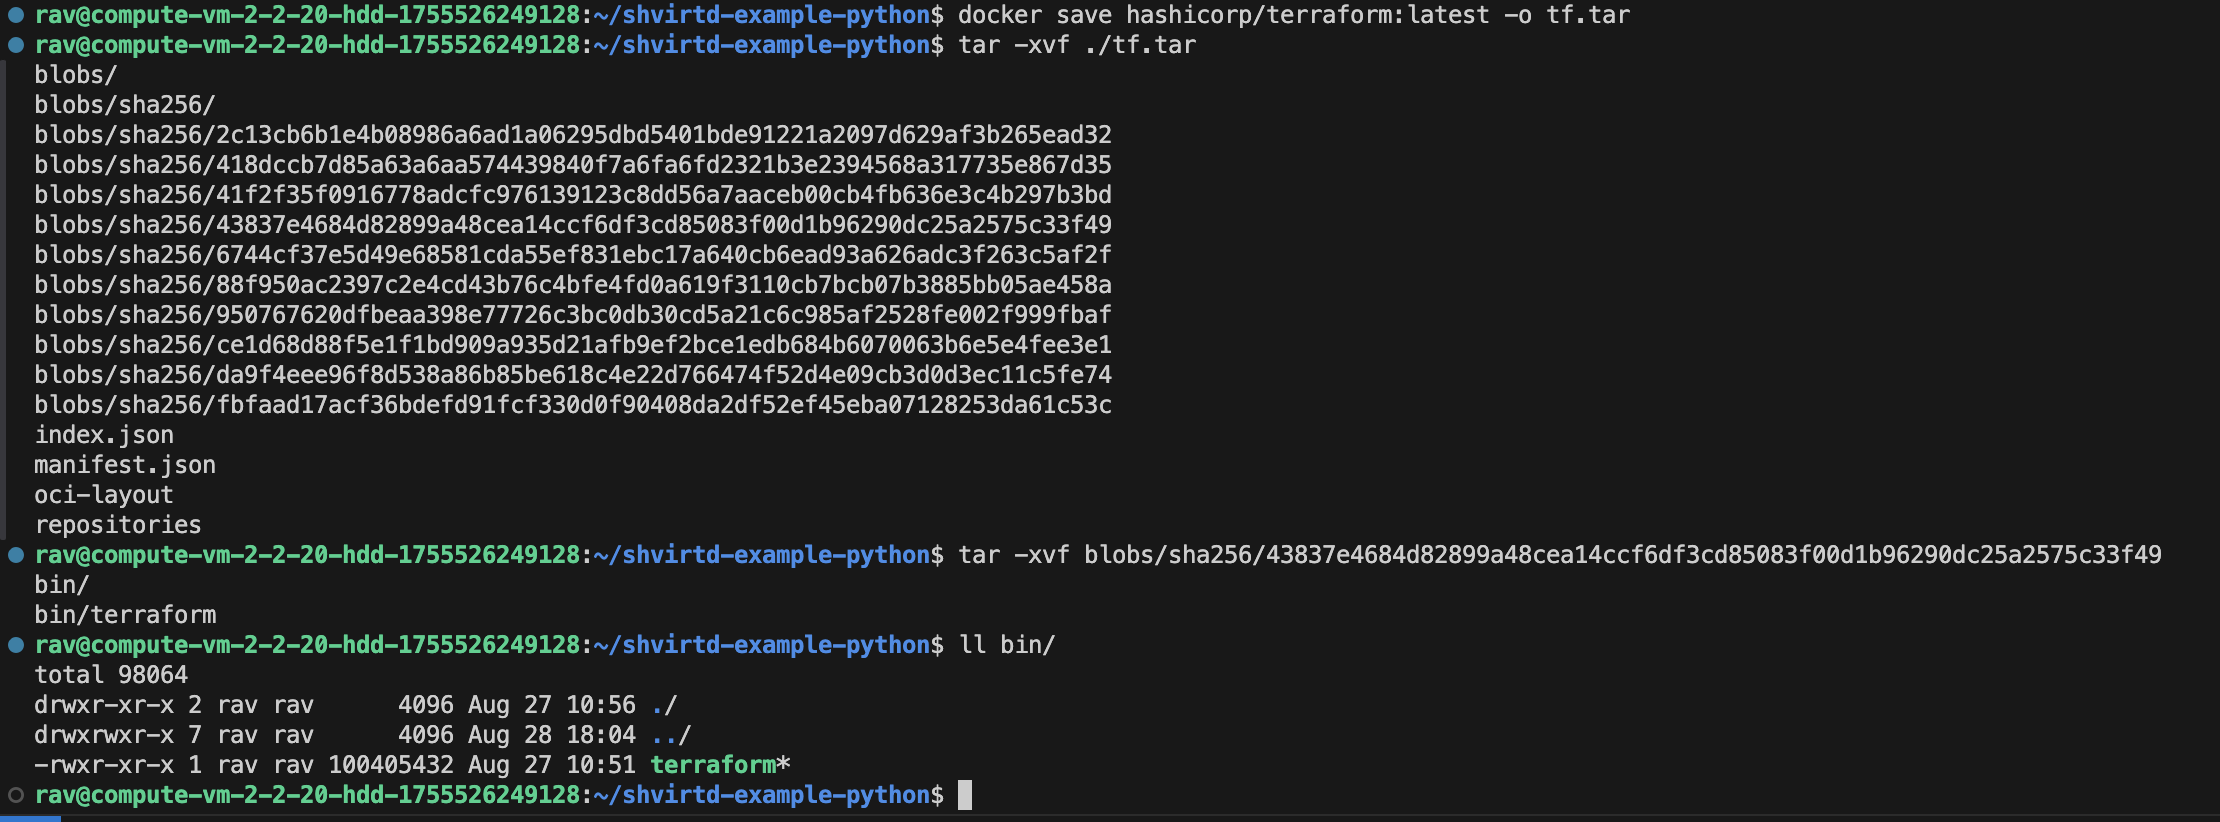 rav@compute-vm-2-2-20-hdd-1755526249128:~/shvirtd-example-python$ docker save hashicorp/terraform:latest -o tf.tar
rav@compute-vm-2-2-20-hdd-1755526249128:~/shvirtd-example-python$ tar -xvf ./tf.tar
blobs/
blobs/sha256/
blobs/sha256/2c13cb6b1e4b08986a6ad1a06295dbd5401bde91221a2097d629af3b265ead32
blobs/sha256/418dccb7d85a63a6aa574439840f7a6fa6fd2321b3e2394568a317735e867d35
blobs/sha256/41f2f35f0916778adcfc976139123c8dd56a7aaceb00cb4fb636e3c4b297b3bd
blobs/sha256/43837e4684d82899a48cea14ccf6df3cd85083f00d1b96290dc25a2575c33f49
blobs/sha256/6744cf37e5d49e68581cda55ef831ebc17a640cb6ead93a626adc3f263c5af2f
blobs/sha256/88f950ac2397c2e4cd43b76c4bfe4fd0a619f3110cb7bcb07b3885bb05ae458a
blobs/sha256/950767620dfbeaa398e77726c3bc0db30cd5a21c6c985af2528fe002f999fbaf
blobs/sha256/ce1d68d88f5e1f1bd909a935d21afb9ef2bce1edb684b6070063b6e5e4fee3e1
blobs/sha256/da9f4eee96f8d538a86b85be618c4e22d766474f52d4e09cb3d0d3ec11c5fe74
blobs/sha256/fbfaad17acf36bdefd91fcf330d0f90408da2df52ef45eba07128253da61c53c
index.json
manifest.json
oci-layout
repositories
rav@compute-vm-2-2-20-hdd-1755526249128:~/shvirtd-example-python$ tar -xvf blobs/sha256/43837e4684d82899a48cea14ccf6df3cd85083f00d1b96290dc25a2575c33f49
bin/
bin/terraform
rav@compute-vm-2-2-20-hdd-1755526249128:~/shvirtd-example-python$ ll bin/
total 98064
drwxr-xr-x 2 rav rav      4096 Aug 27 10:56 ./
drwxrwxr-x 7 rav rav      4096 Aug 28 18:04 ../
-rwxr-xr-x 1 rav rav 100405432 Aug 27 10:51 terraform*
rav@compute-vm-2-2-20-hdd-1755526249128:~/shvirtd-example-python$